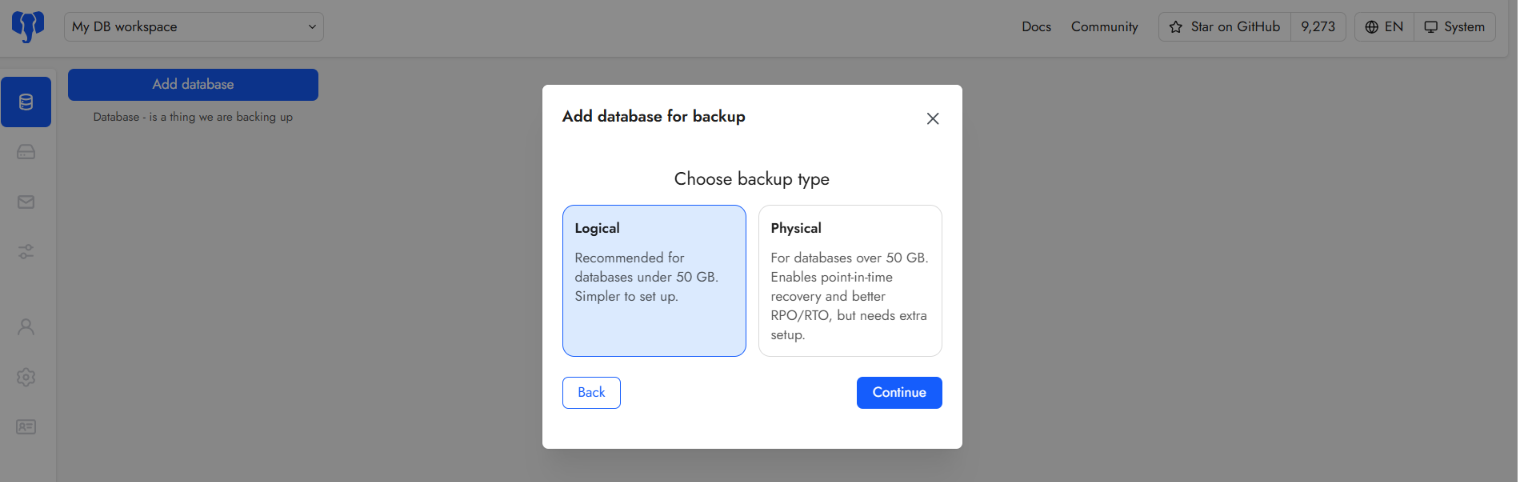 My DB workspace
Docs
Community
Star on GitHub
9,273
EN
System
Add database
Database - is a thing we are backing up
Add database for backup
Choose backup type
Logical
Recommended for
databases under 50 GB.
Simpler to set up.
Physical
For databases over 50 GB.
Enables point-in-time
recovery and better
RPO/RTO, but needs extra
setup.
Back
Continue